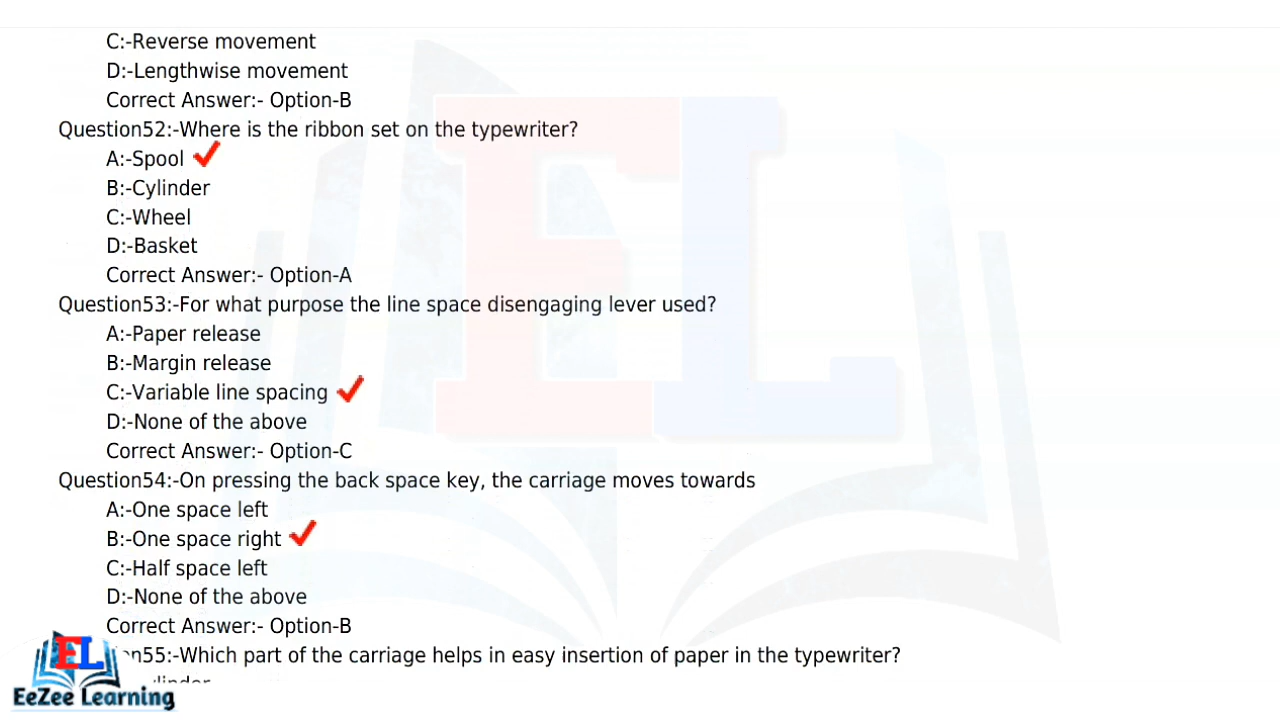 C:-Reverse movement
D:-Lengthwise movement
Correct Answer:- Option-B
Question52:-Where is the ribbon set on the typewriter?
A:-Spool
B:-Cylinder
C:-Wheel
D:-Basket
Correct Answer:- Option-A
Question53:-For what purpose the line space disengaging lever used?
A:-Paper release
B:-Margin release
C:-Variable line spacing
D:-None of the above
Correct Answer:- Option-C
Question54:-On pressing the back space key, the carriage moves towards
A:-One space left
B:-One space right
C:-Half space left
D:-None of the above
Correct Answer:- Option-B
on55:-Which part of the carriage helps in easy insertion of paper in the typewriter?
EL
EeZee Learning